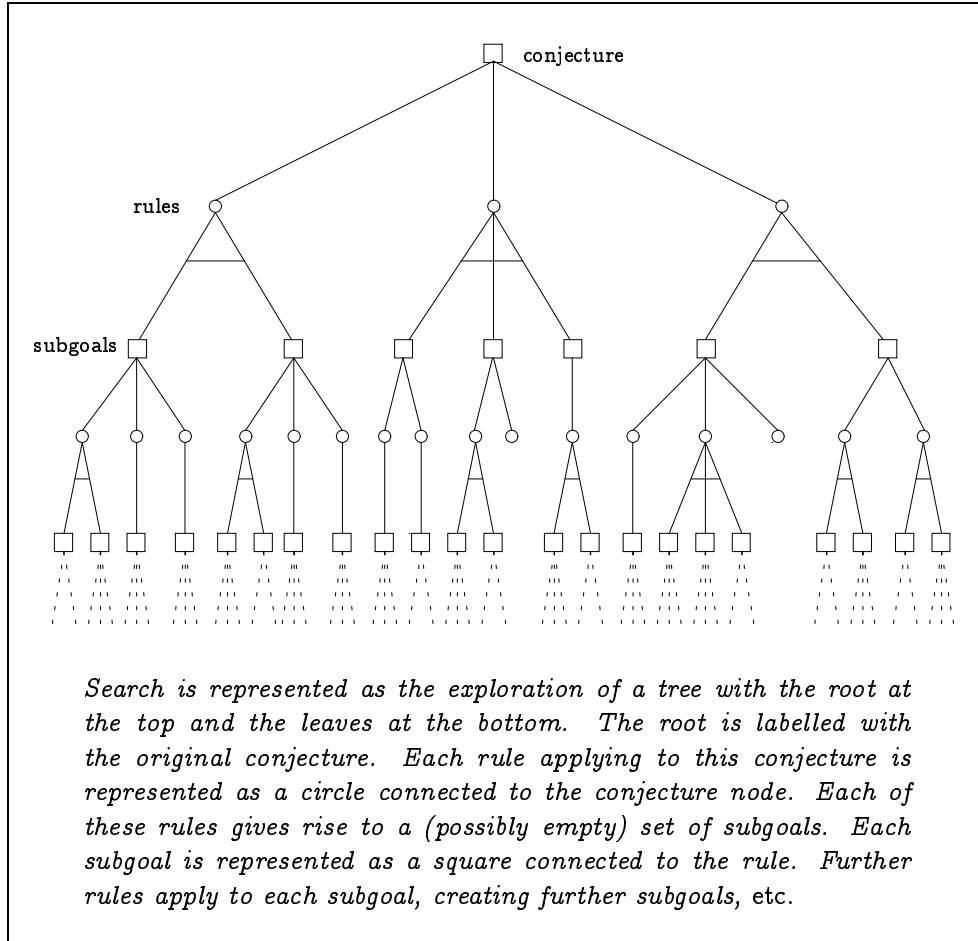 conjecture
rules
subgoals
Search is represented as the exploration of a tree with the root at
the top and the leaves at the bottom. The root is labelled with
the original conjecture. Each rule applying to this conjecture is
represented as a circle connected to the conjecture node. Each of
these rules gives rise to a (possibly empty) set of subgoals. Each
subgoal is represented as a square connected to the rule. Further
rules apply to each subgoal, creating further subgoals, etc.